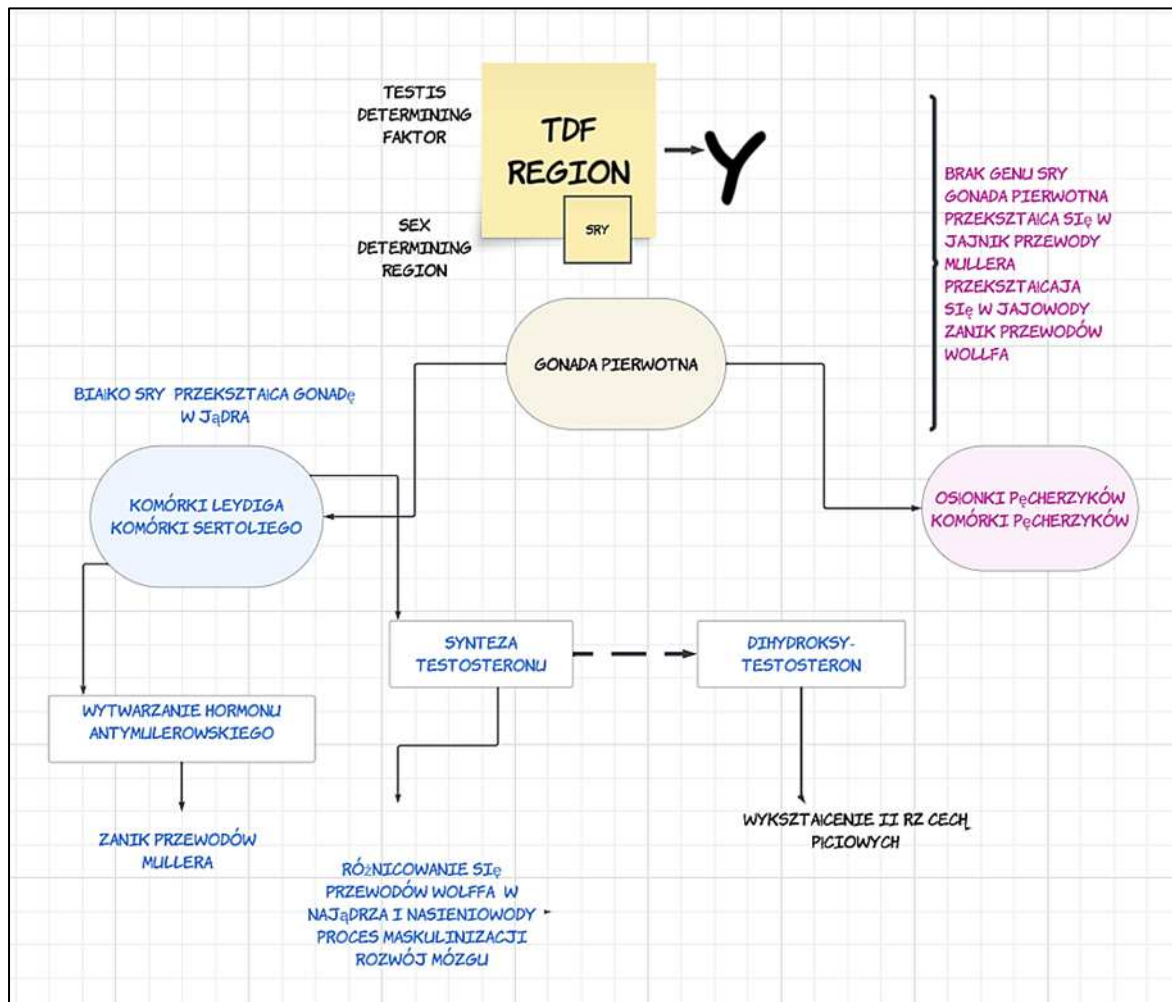 TESTIS
DETERMINING
FAKTOR
TDF
REGION
Y
SEX
DETERMINING
REGION
SRY
BRAK GENU SRY
GONADA PIERWOTNA
PRZEKSZTAłCA SIę W
JAJNIK PRZEWODY
MULLERA
PRZEKSZTAłCAJA
SIę W JAJOWODY
ZANIK PRZEWODÓW
WOLLFA
GONADA PIERWOTNA
BIAłKO SRY PRZEKSZTAłCA GONADę
W JąDRA
KOMÓRKI LEYDIGA
KOMÓRKI SERTOLIEGO
OSłONKI PęCHERZYKÓW
KOMÓRKI PęCHERZYKÓW
SYNTEZA
TESTOSTERONU
DIHYDROKSY-
TESTOSTERON
WYTWARZANIE HORMONU
ANTYMULEROWSKIEGO
ZANIK PRZEWODÓW
MULLERA
WYKSZTAłCENIE II RZ CECH
PłCIOWYCH
RÓżNICOWANIE SIę
PRZEWODÓW WOLFFA W
NAJąDRZA I NASIENIOWODY
PROCES MASKULINIZACJI
ROZWÓJ MÓZGU